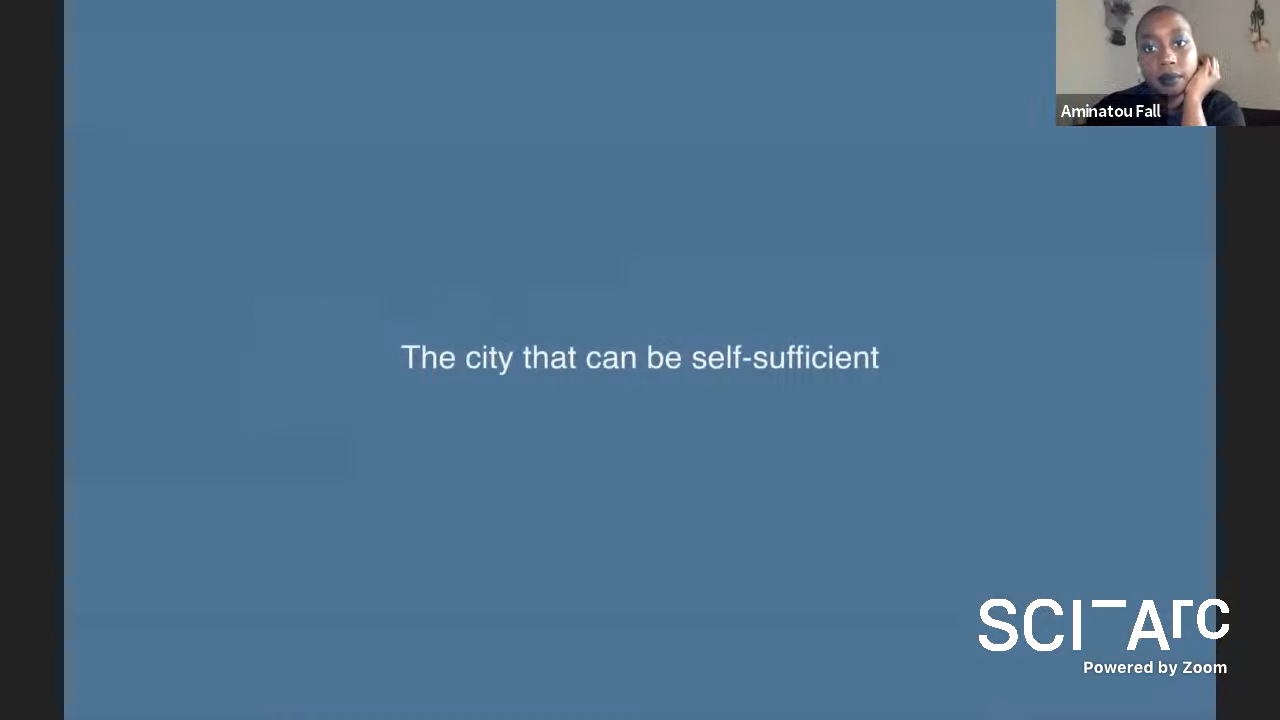 Aminatou Fall
The city that can be self-sufficient
SCI-Arc
Powered by Zoom